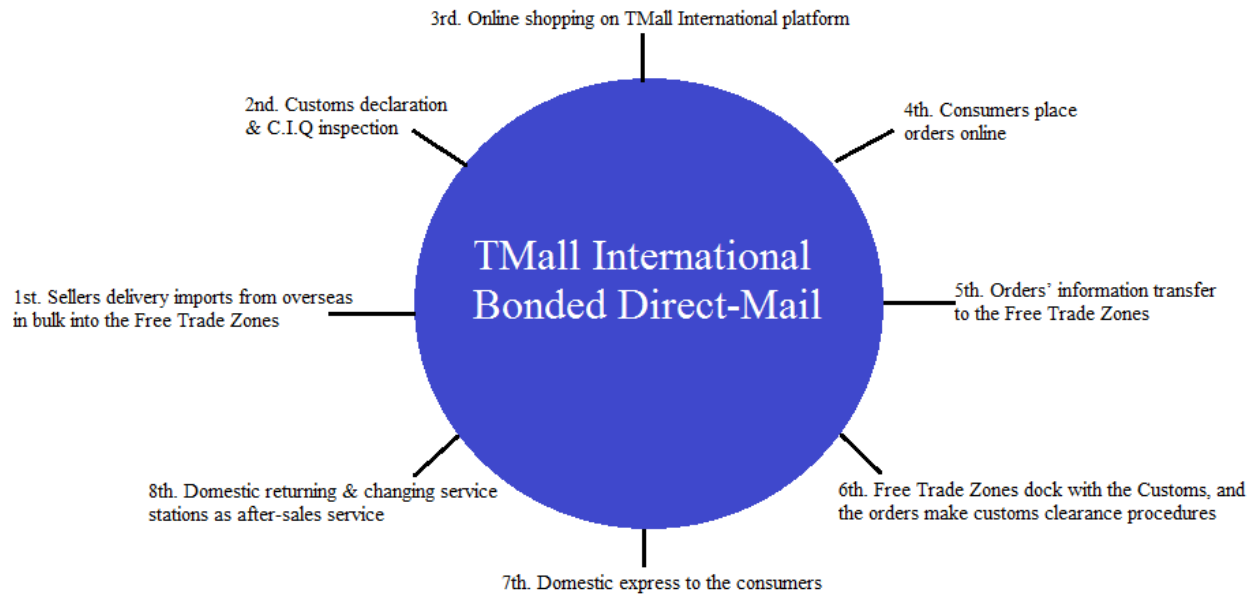 3rd. Online shopping on TMall International platform
2nd. Customs declaration
& C.I.Q inspection
4th. Consumers place
orders online
TMall International
Bonded Direct-Mail
1st. Sellers delivery imports from overseas
in bulk into the Free Trade Zones
5th. Orders’ information transfer
to the Free Trade Zones
8th. Domestic returning & changing service
stations as after-sales service
6th. Free Trade Zones dock with the Customs, and
the orders make customs clearance procedures
7th. Domestic express to the consumers